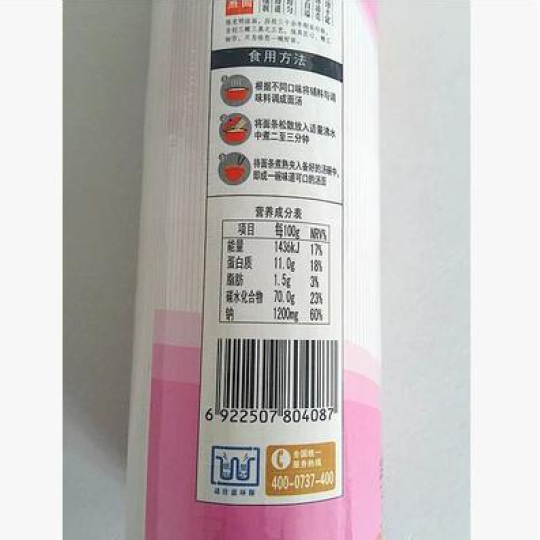 食用方法
根据不同口味将辅料与调
味料调成面汤
将面条松散放入适量沸水
中煮二至三分钟
待面条煮熟夹入备好的汤碗中,
即成一碗味道可口的汤面
营养成分表
项目 每100g NRV%
能量 1436kJ 17%
蛋白质 11.0g 18%
脂肪 1.5g 3%
碳水化合物 70.0g 23%
钠 1200mg 60%
6 922507 804087
全国统一
服务热线
400-0737-400
请注意环保